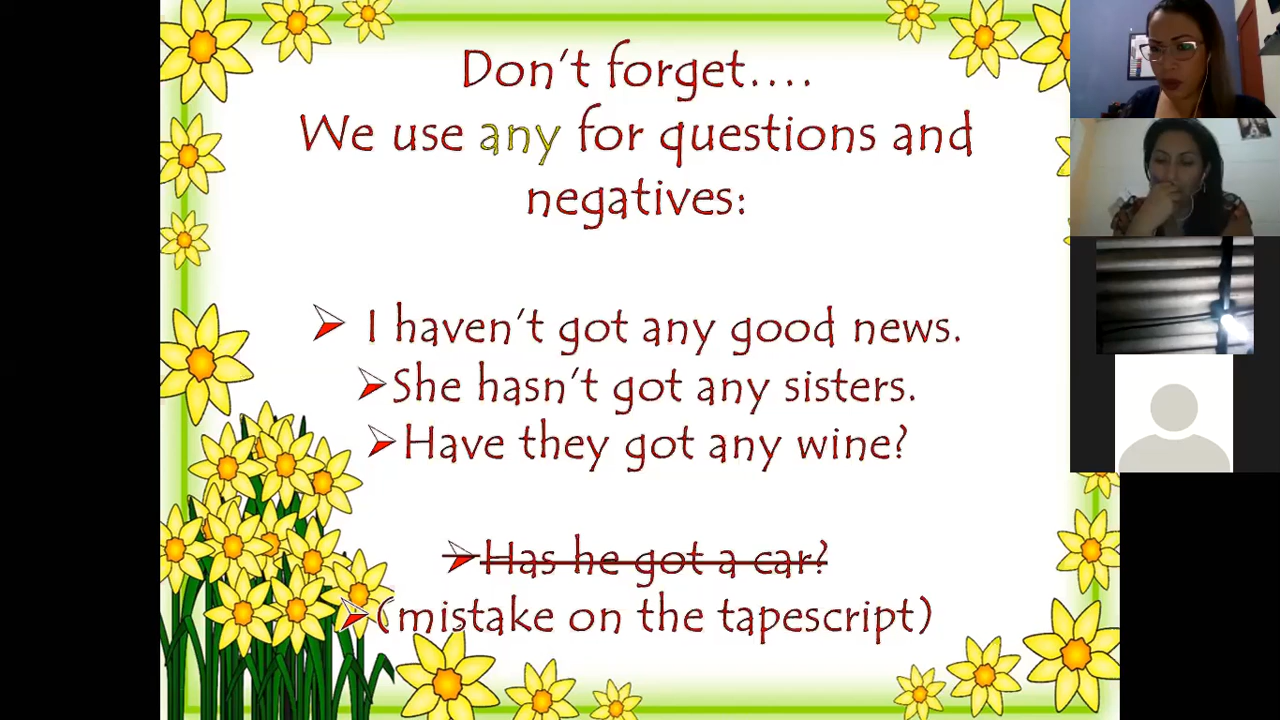 Don't forget....
We use any for questions and
negatives:
I haven't got any good news.
She hasn't got any sisters.
Have they got any wine?
Has he got a car?
(mistake on the tapescript)